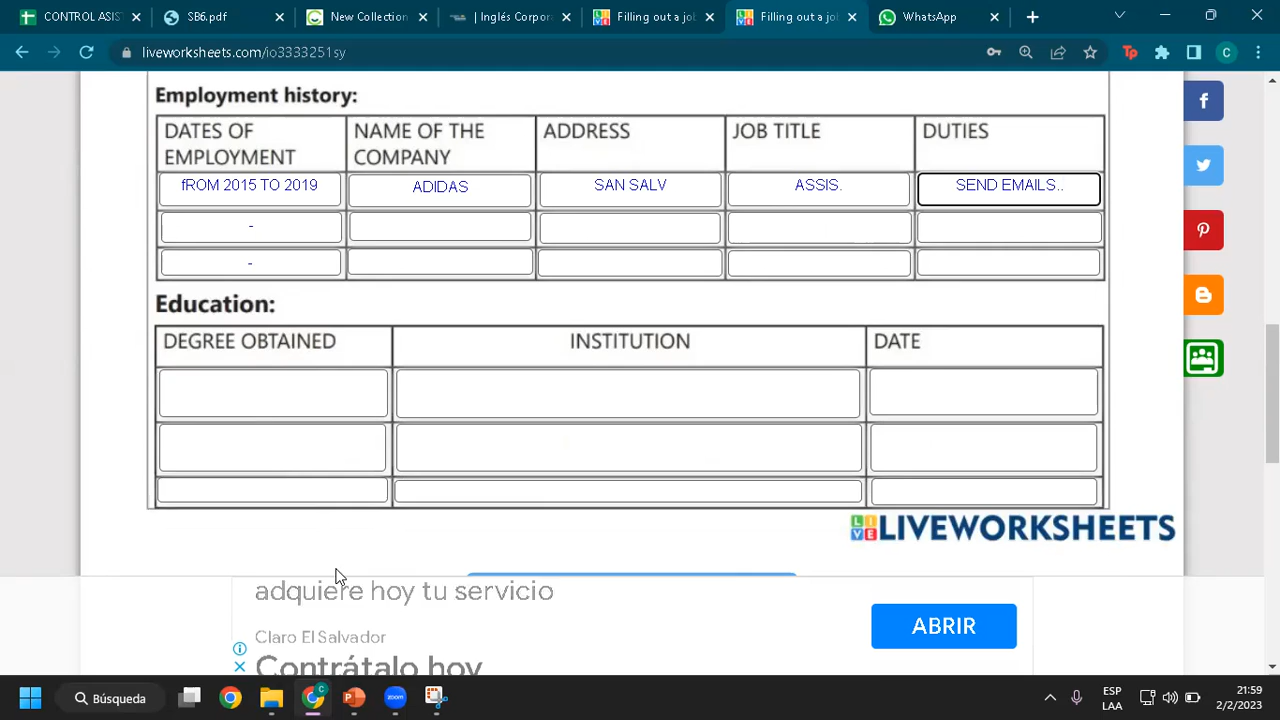 CONTROL ASIST
SB6.pdf
New Collection
| Inglés Corpor
Filling out a jo
Filling out a jo
WhatsApp
liveworksheets.com/io3333251sy
Employment history:
DATES OF EMPLOYMENT NAME OF THE COMPANY ADDRESS JOB TITLE DUTIES
fROM 2015 TO 2019 ADIDAS SAN SALV ASSIS. SEND EMAILS..
-
-
Education:
DEGREE OBTAINED INSTITUTION DATE
LIVEWORKSHEETS
adquiere hoy tu servicio
Claro El Salvador
Contrátalo hoy
ABRIR
Búsqueda
ESP
LAA
21:59
2/2/2023